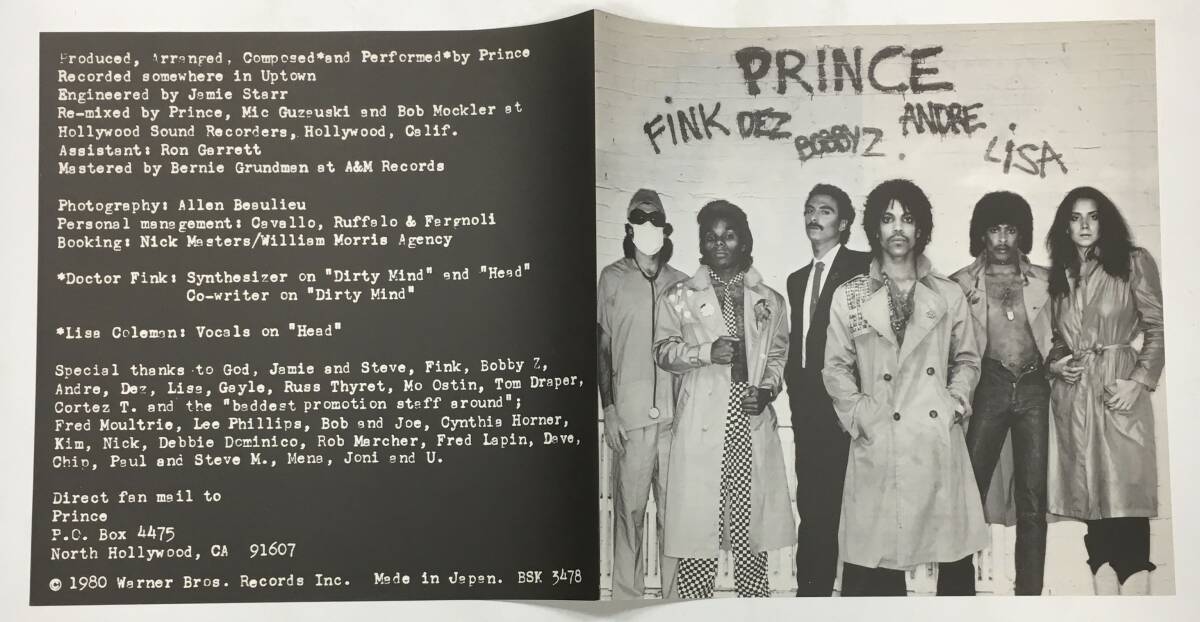 Produced, Arranged, Composed*and Performed*by Prince
Recorded somewhere in Uptown
Engineered by Jamie Starr
Re-mixed by Prince, Mic Guzauski and Bob Mockler at
Hollywood Sound Recorders, Hollywood, Calif.
Assistant: Ron Garrett
Mastered by Bernie Grundman at A&M Records
Photography: Allen Beaulieu
Personal management: Cavallo, Ruffalo & Fargnoli
Booking: Nick Masters/William Morris Agency
*Doctor Fink: Synthesizer on "Dirty Mind" and "Head"
Co-writer on "Dirty Mind"
*Lisa Coleman: Vocals on "Head"
Special thanks to God, Jamie and Steve, Fink, Bobby Z,
Andre, Dez, Lisa, Gayle, Russ Thyret, Mo Ostin, Tom Draper,
Cortez T. and the "baddest promotion staff around";
Fred Moultrie, Lee Phillips, Bob and Joe, Cynthia Horner,
Kim, Nick, Debbie Dominico, Rob Marcher, Fred Lapin, Dave,
Chip, Paul and Steve M., Mena, Joni and U.
Direct fan mail to
Prince
P.O. Box 4475
North Hollywood, CA 91607
© 1980 Warner Bros. Records Inc. Made in Japan. BSK 3478
PRINCE
FINK DEZ BOBBY Z. ANDRE LISA